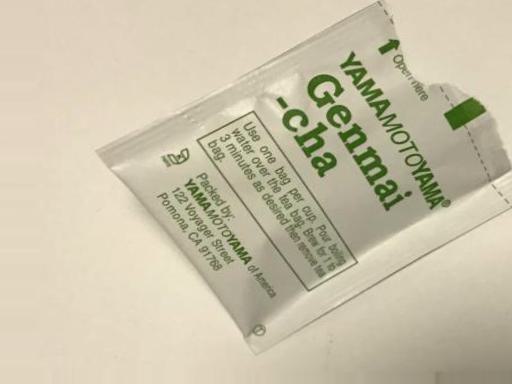 Open Here
YAMAMOTOYAMA®
Genmai
-cha
Use one bag per cup. Pour boiling
water over the tea bag. Brew for 1 to
3 minutes as desired then remove tea
bag.
Packed by:
YAMAMOTOYAMA of America
122 Voyager Street
Pomona, CA 91768